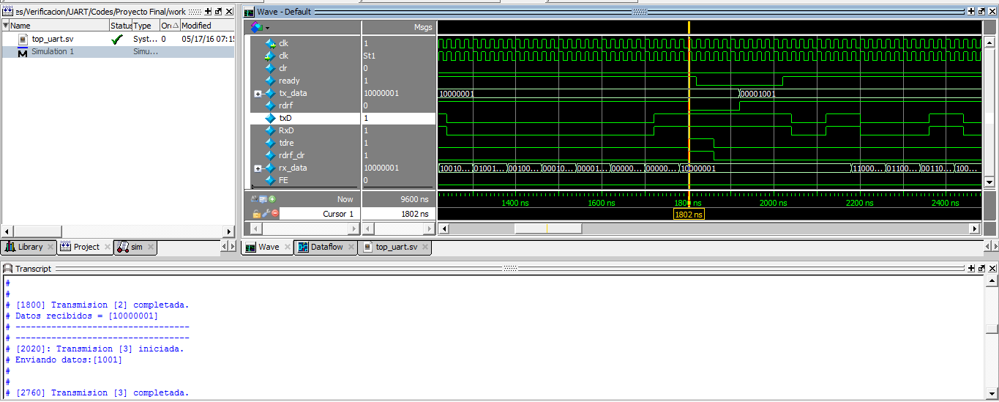 es/Verificacion/UART/Codes/Proyecto Final/work
Name Status Type Ord Modified
top_uart.sv Syst... 0 05/17/16 07:15
Simulation 1 Simu...
Library Project sim
Wave - Default
Msgs
clk 1
clk St1
clr 0
ready 1
tx_data 10000001 10000001 00001001
rdrf 0
txD 1
RxD 1
tdre 1
rdrf_clr 1
rx_data 10000001 10010... 01001... 00100... 00010... 00001... 00000... 00000... 10000001 11000... 01100... 00110... 100...
FE 0
Now 9600 ns 1400 ns 1600 ns 1800 ns 2000 ns 2200 ns 2400 ns
Cursor 1 1802 ns 1802 ns
Wave Dataflow top_uart.sv
Transcript
#
#
# [1800] Transmision [2] completada.
# Datos recibidos = [10000001]
# ----------------------------------
# ----------------------------------
# [2020]: Transmision [3] iniciada.
# Enviando datos:[1001]
#
#
# [2760] Transmision [3] completada.